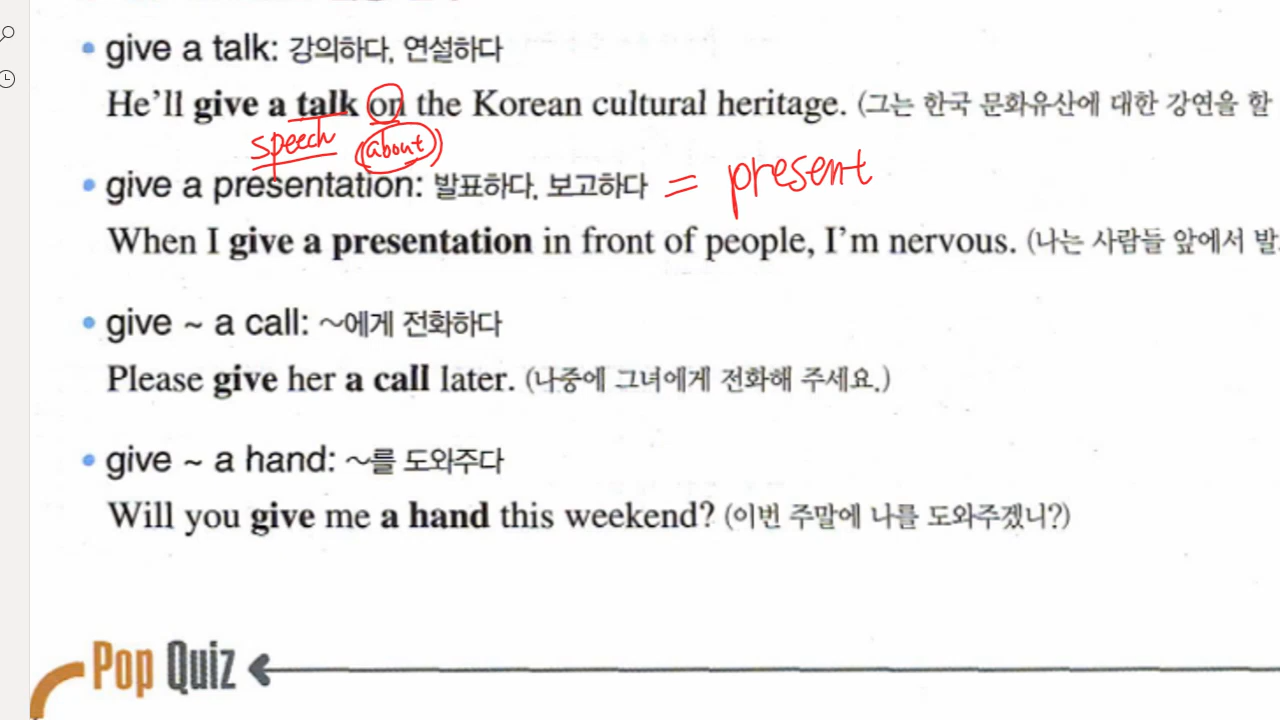 • give a talk: 강의하다, 연설하다
He'll give a talk on the Korean cultural heritage. (그는 한국 문화유산에 대한 강연을 할
speech (about)
• give a presentation: 발표하다, 보고하다 = present
When I give a presentation in front of people, I'm nervous. (나는 사람들 앞에서 발
• give ~ a call: ~에게 전화하다
Please give her a call later. (나중에 그녀에게 전화해 주세요.)
• give ~ a hand: ~를 도와주다
Will you give me a hand this weekend? (이번 주말에 나를 도와주겠니?)
Pop Quiz